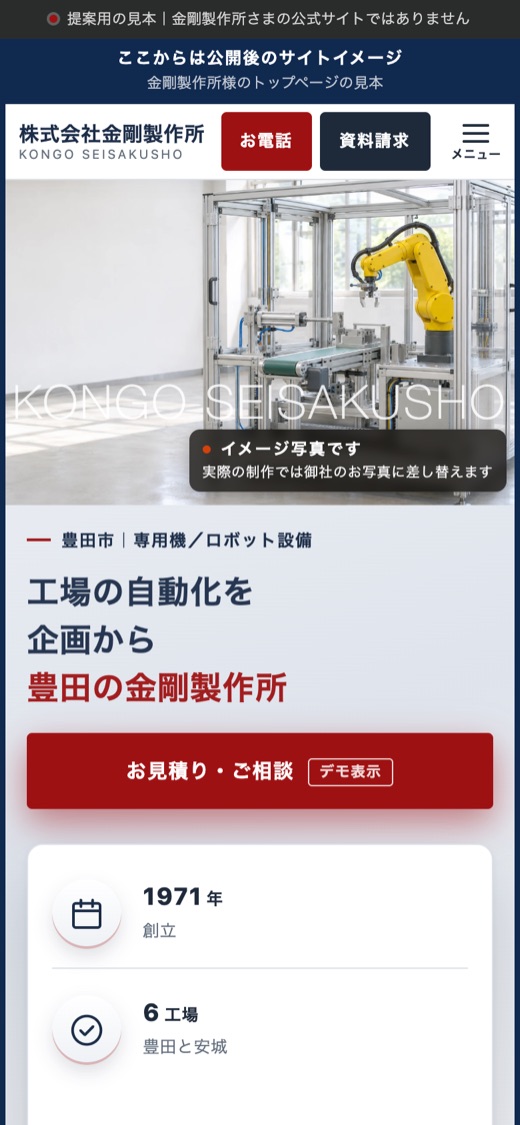 提案用の見本｜金剛製作所さまの公式サイトではありません
ここからは公開後のサイトイメージ
金剛製作所様のトップページの見本
株式会社金剛製作所
KONGO SEISAKUSHO
お電話
資料請求
メニュー
KONGO SEISAKUSHO
イメージ写真です
実際の制作では御社のお写真に差し替えます
豊田市｜専用機／ロボット設備
工場の自動化を
企画から
豊田の金剛製作所
お見積り・ご相談 デモ表示
1971年
創立
6工場
豊田と安城